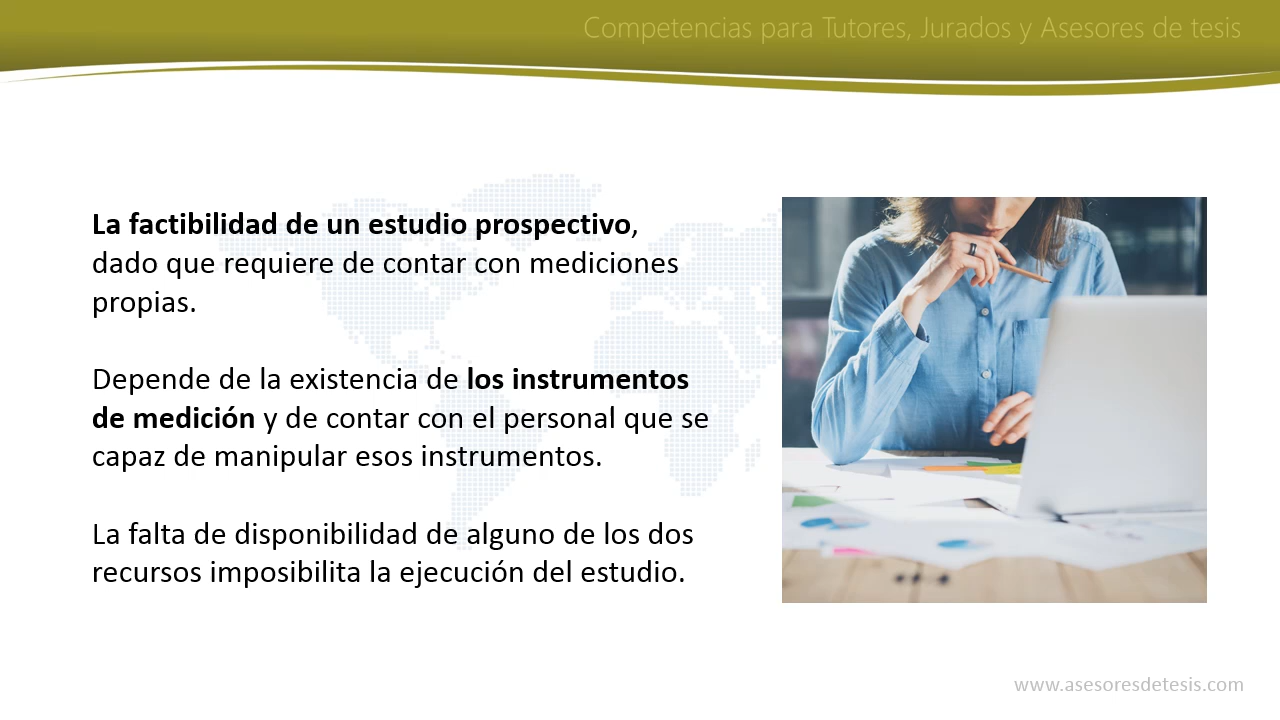 Competencias para Tutores, Jurados y Asesores de tesis
La factibilidad de un estudio prospectivo,
dado que requiere de contar con mediciones
propias.
Depende de la existencia de los instrumentos
de medición y de contar con el personal que se
capaz de manipular esos instrumentos.
La falta de disponibilidad de alguno de los dos
recursos imposibilita la ejecución del estudio.
www.asesoresdetesis.com